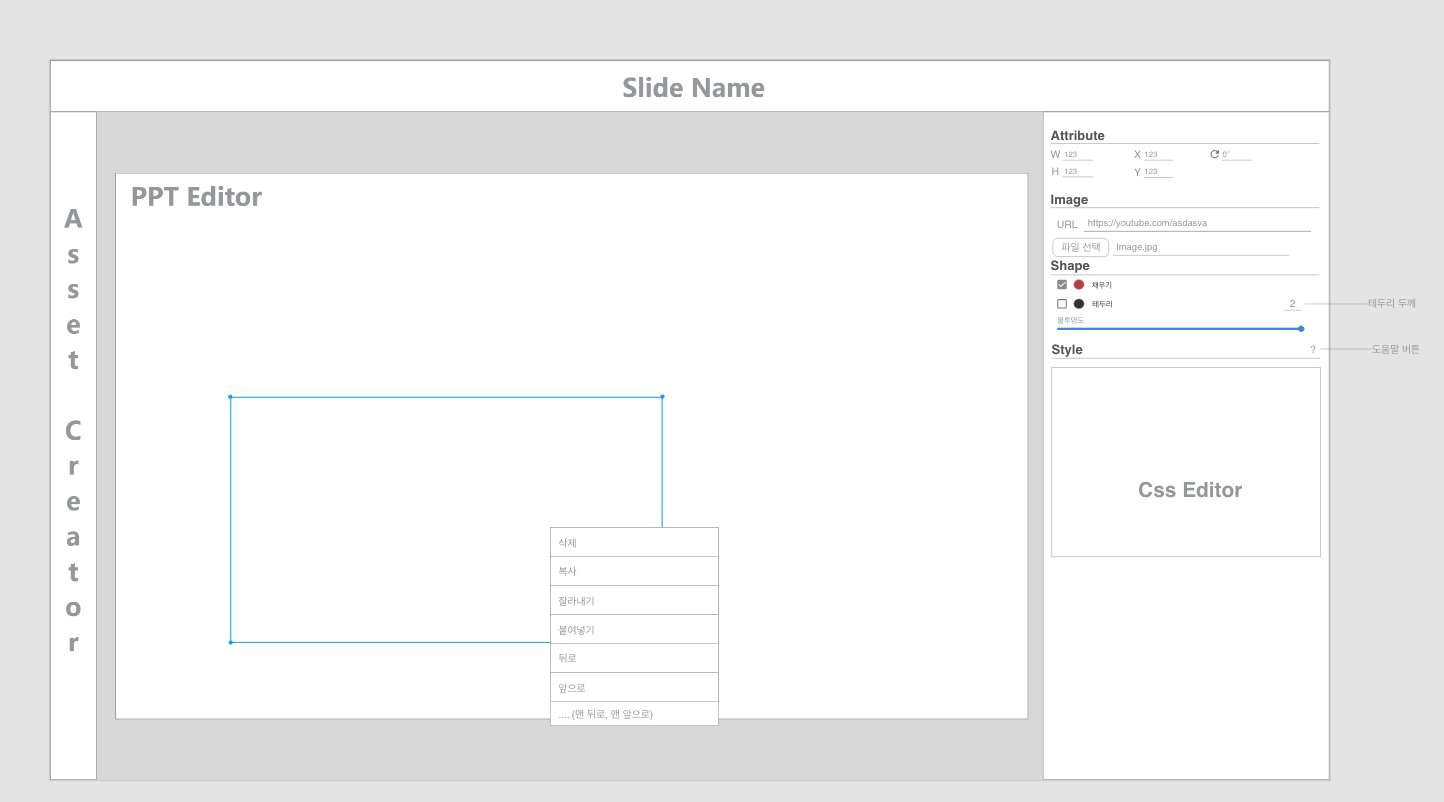 Slide Name
Asset Creator
PPT Editor
삭제
복사
잘라내기
붙여넣기
뒤로
앞으로
.... (맨 뒤로, 맨 앞으로)
Attribute
W 123 X 123 0°
H 123 Y 123
Image
URL https://youtube.com/asdasva
파일 선택 Image.jpg
Shape
채우기
테두리 2 테두리 두께
불투명도
Style ? 도움말 버튼
Css Editor